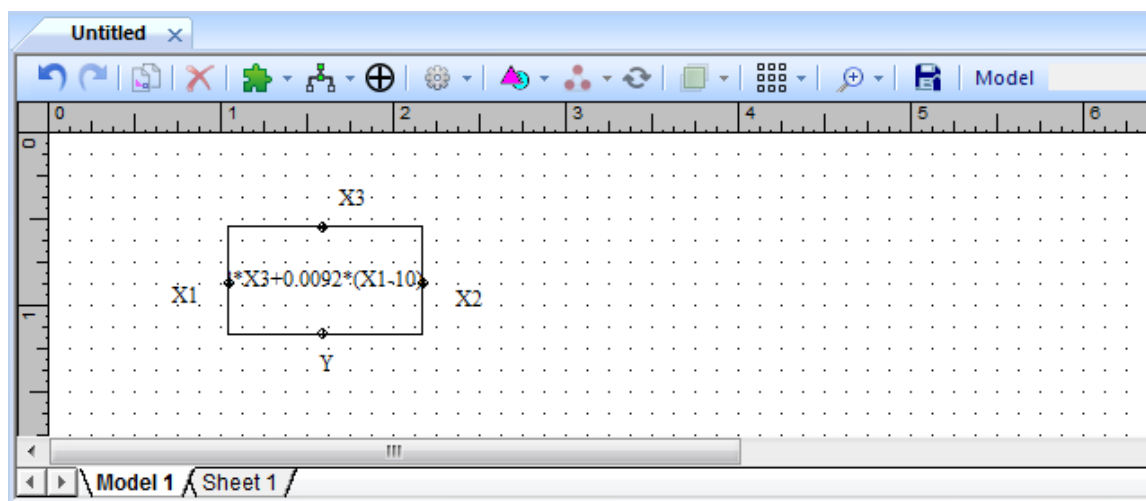 Untitled
Model
0 1 2 3 4 5 6
0
X3
*X3+0.0092*(X1-10)
X1
X2
1
Y
Model 1 Sheet 1